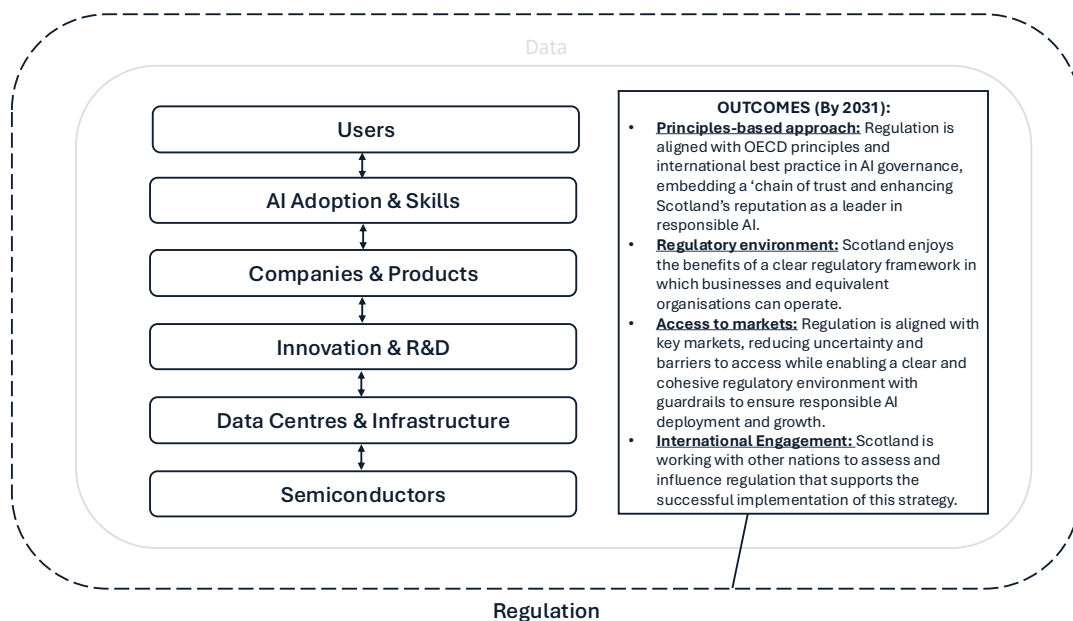 Data
Users
AI Adoption & Skills
Companies & Products
Innovation & R&D
Data Centres & Infrastructure
Semiconductors
OUTCOMES (By 2031):
• Principles-based approach: Regulation is
aligned with OECD principles and
international best practice in AI governance,
embedding a ‘chain of trust and enhancing
Scotland’s reputation as a leader in
responsible AI.
• Regulatory environment: Scotland enjoys
the benefits of a clear regulatory framework in
which businesses and equivalent
organisations can operate.
• Access to markets: Regulation is aligned with
key markets, reducing uncertainty and
barriers to access while enabling a clear and
cohesive regulatory environment with
guardrails to ensure responsible AI
deployment and growth.
• International Engagement: Scotland is
working with other nations to assess and
influence regulation that supports the
successful implementation of this strategy.
Regulation